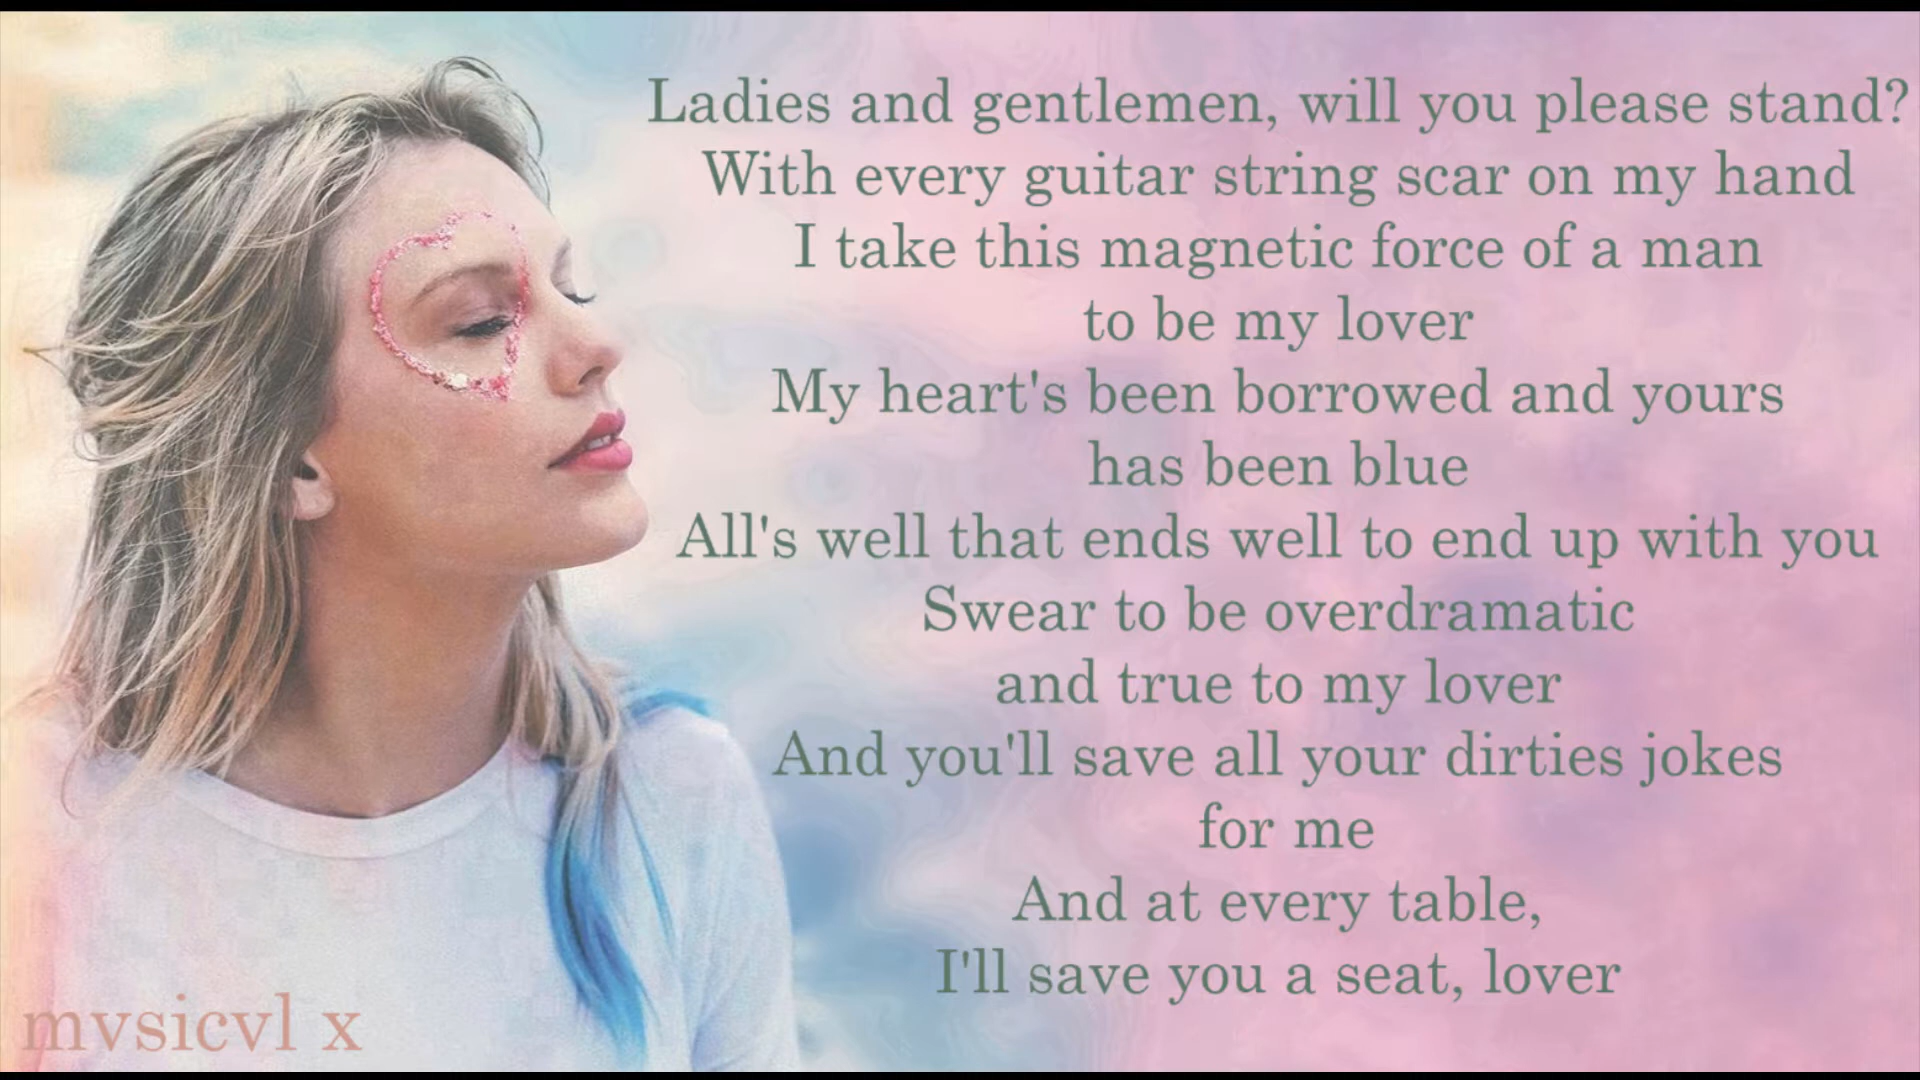 Ladies and gentlemen, will you please stand?
With every guitar string scar on my hand
I take this magnetic force of a man
to be my lover
My heart's been borrowed and yours
has been blue
All's well that ends well to end up with you
Swear to be overdramatic
and true to my lover
And you'll save all your dirties jokes
for me
And at every table,
I'll save you a seat, lover
mvsicvl x